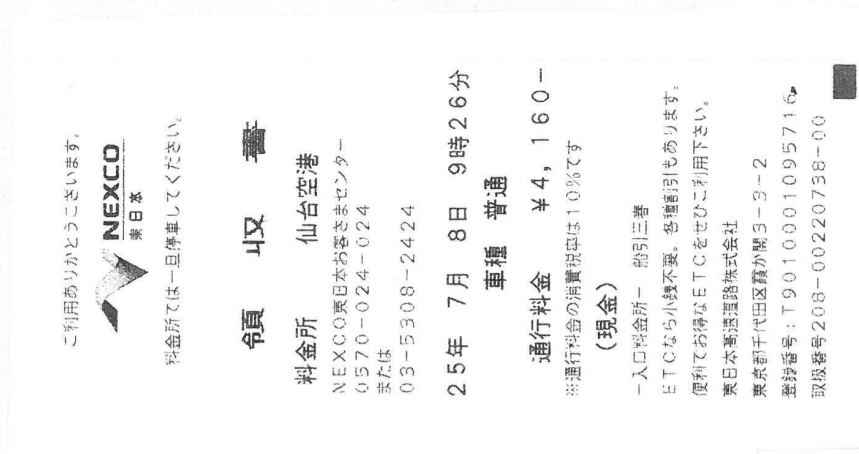 ご利用ありがとうございます。
NEXCO
東日本
料金所では一旦停車してください。
領 収 書
料金所 仙台空港
NEXCO東日本お客さまセンター
0570-024-024
または
03-5308-2424
25年 7月 8日 9時26分
車種 普通
通行料金 ¥4,160-
※通行料金の消費税率は10%です
(現金)
-入口料金所- 船引三春
ETCなら小銭不要。各種割引もあります。
便利でお得なETCをぜひご利用下さい。
東日本高速道路株式会社
東京都千代田区霞が関3-3-2
登録番号:T9010001095716
取扱番号208-00220738-00